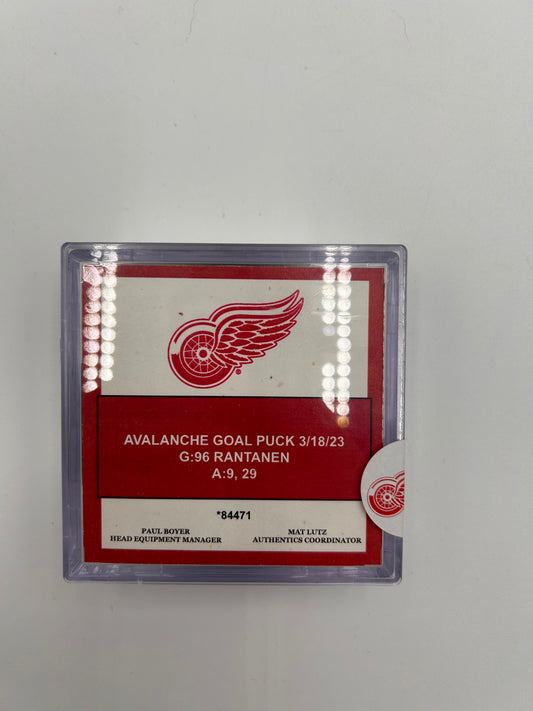 AVALANCHE GOAL PUCK 3/18/23
G:96 RANTANEN
A:9, 29
*84471
PAUL BOYER
HEAD EQUIPMENT MANAGER
MAT LUTZ
AUTHENTICS COORDINATOR